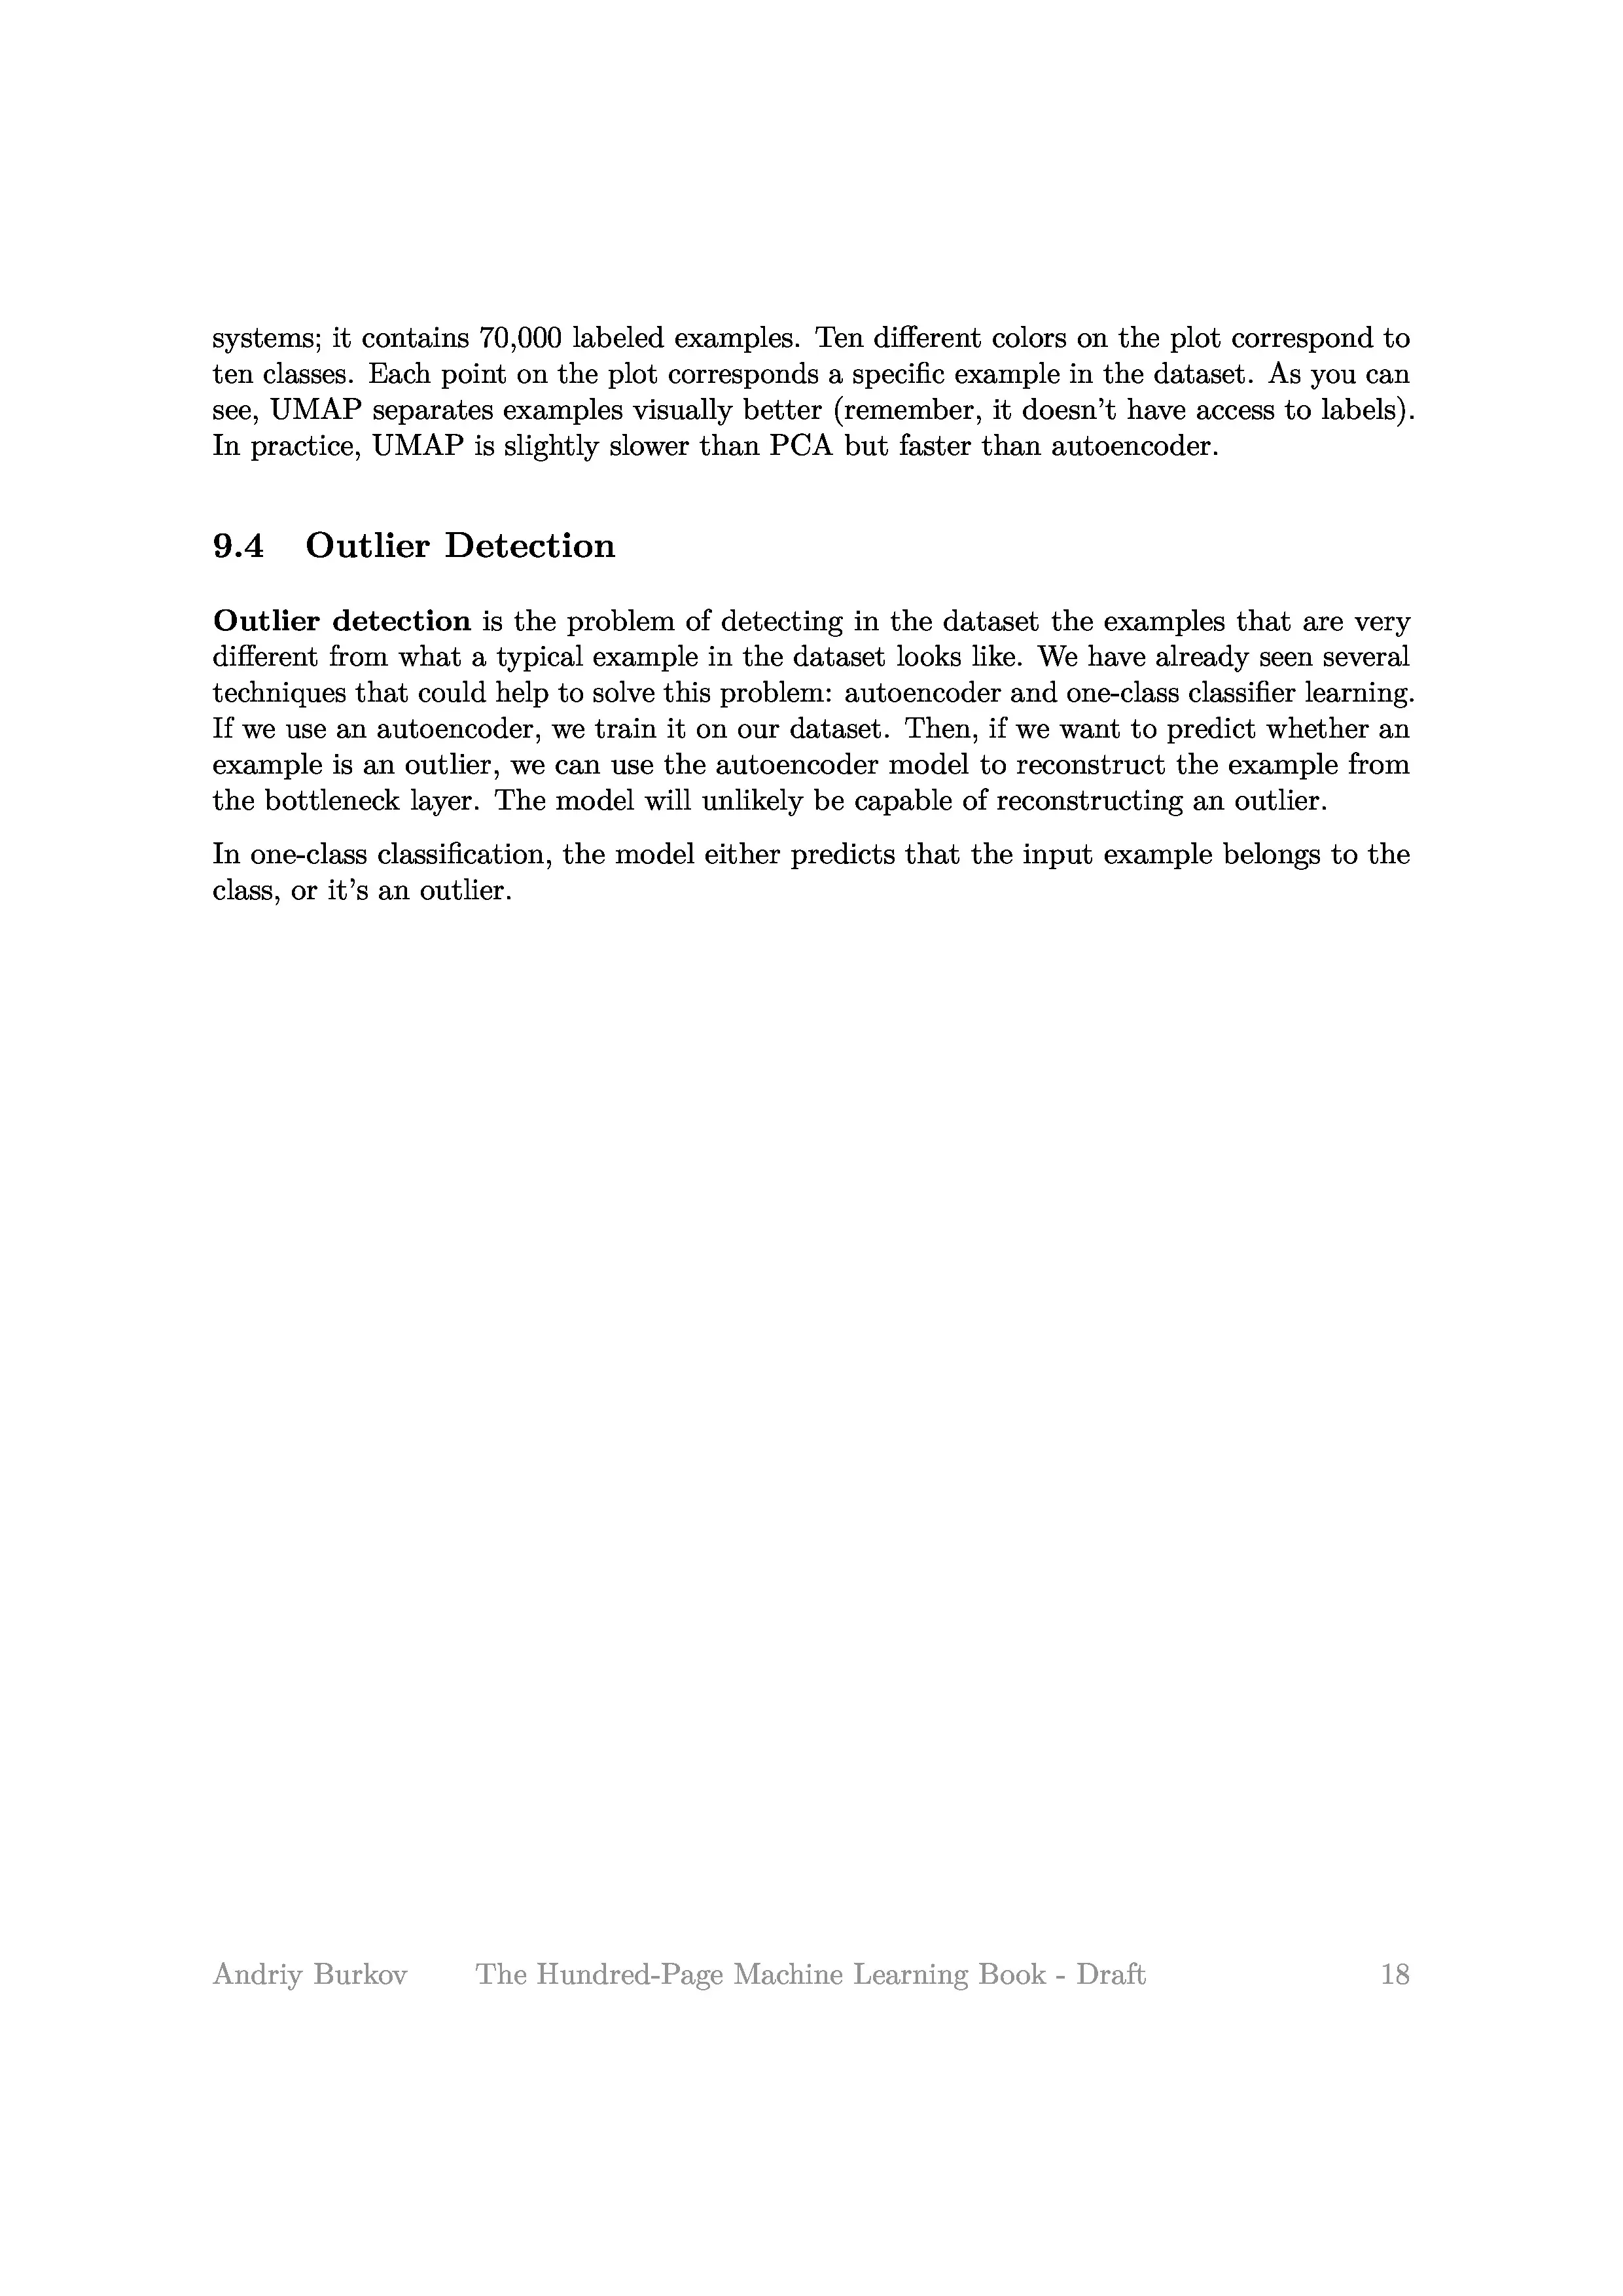 systems; it contains 70,000 labeled examples. Ten different colors on the plot correspond to
ten classes. Each point on the plot corresponds a specific example in the dataset. As you can
see, UMAP separates examples visually better (remember, it doesn't have access to labels).
In practice, UMAP is slightly slower than PCA but faster than autoencoder.
9.4 Outlier Detection
Outlier detection is the problem of detecting in the dataset the examples that are very
different from what a typical example in the dataset looks like. We have already seen several
techniques that could help to solve this problem: autoencoder and one-class classifier learning.
If we use an autoencoder, we train it on our dataset. Then, if we want to predict whether an
example is an outlier, we can use the autoencoder model to reconstruct the example from
the bottleneck layer. The model will unlikely be capable of reconstructing an outlier.
In one-class classification, the model either predicts that the input example belongs to the
class, or it's an outlier.
Andriy Burkov The Hundred-Page Machine Learning Book - Draft 18